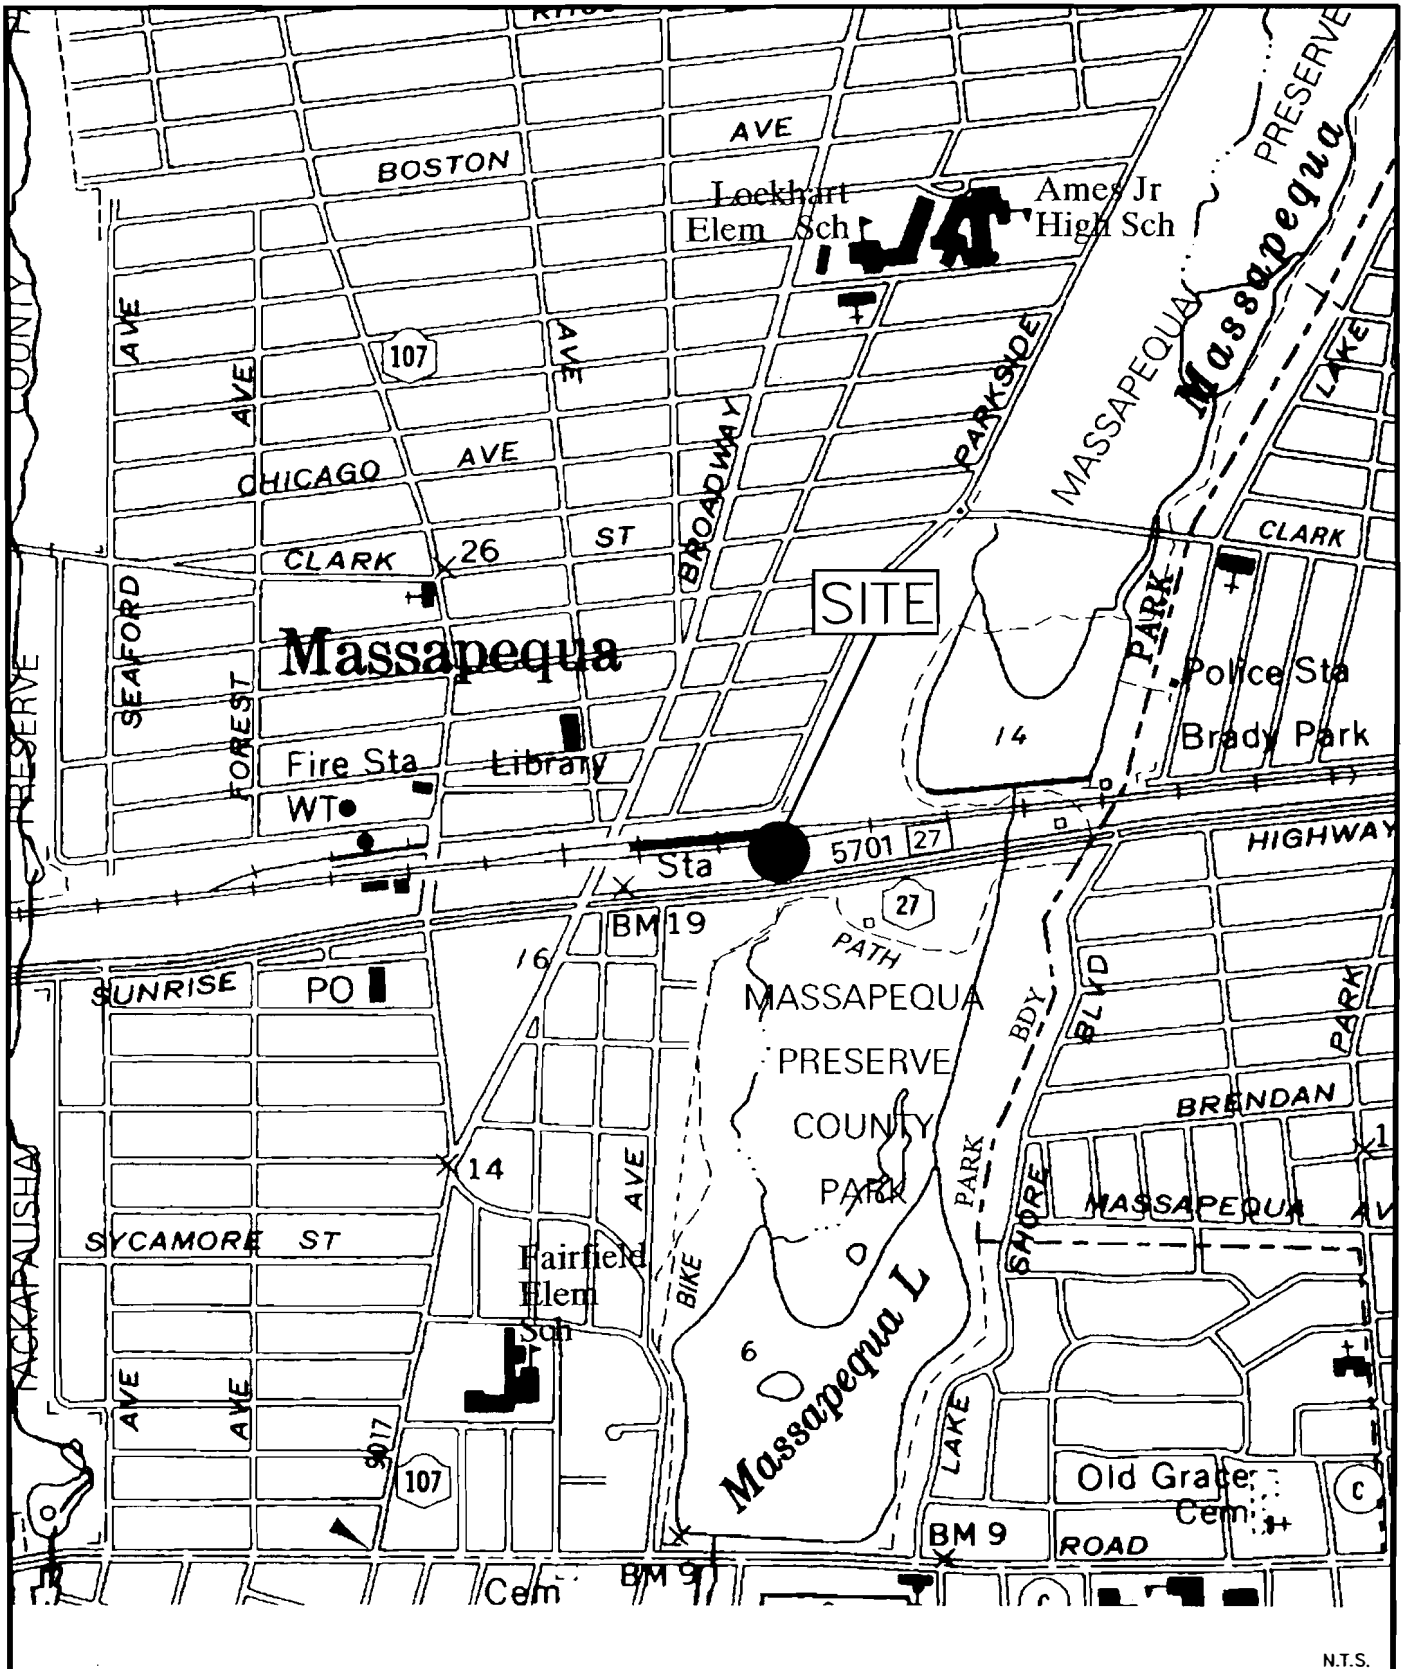 PRESERVE
AVE
BOSTON
Lockhart
Elem Sch
Ames Jr
High Sch
Massapequa
AVE
AVE
AVE
107
LAKE
PARKSIDE
MASSAPEQUA
BROADWAY
CHICAGO
AVE
CLARK
ST
26
CLARK
SITE
SEAFORD
PARK
Massapequa
FOREST
PRESERVE
Police Sta
14
Brady Park
Fire Sta
Library
WT
Sta
5701
27
HIGHWAY
BM 19
27
PATH
16
SUNRISE
PO
MASSAPEQUA
PRESERVE
COUNTY
PARK
BDY
BLVD
PARK
BRENDAN
14
AVE
PARK
SHORE
MASSAPEQUA AV
SYCAMORE ST
Fairfield
Elem
Sch
BIKE
Massapequa L
6
AVE
AVE
107
LAKE
Old Grace
Cem
C
BM 9
ROAD
BM 9
Cem
N.T.S.